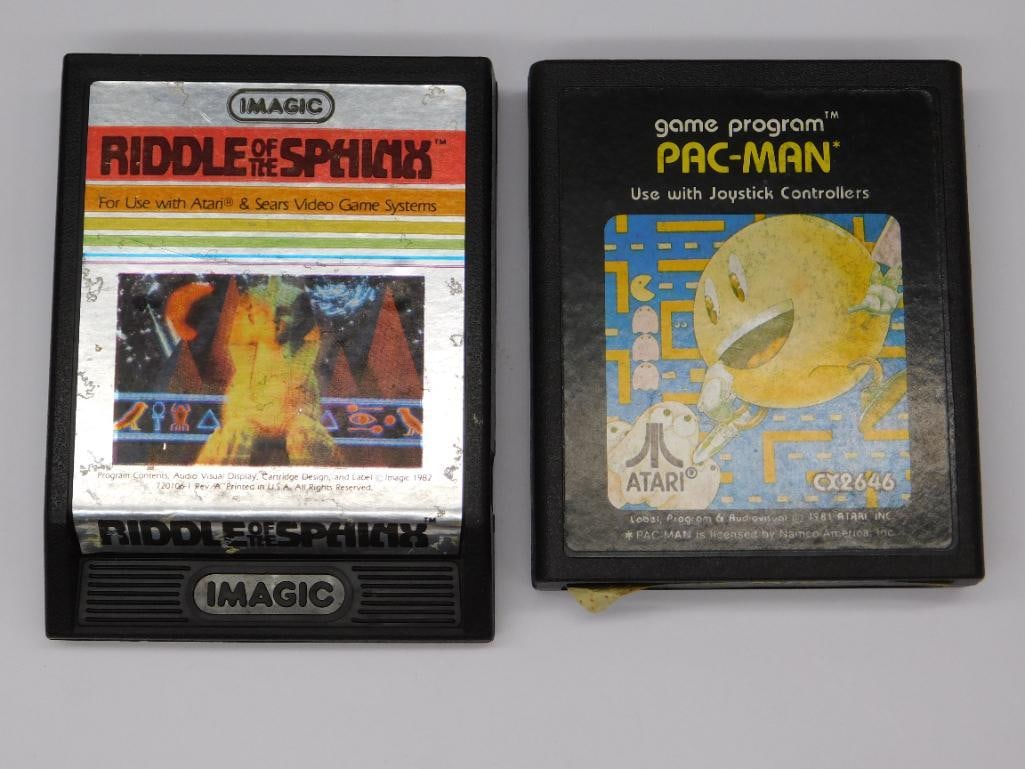 IMAGIC
RIDDLE OF THE SPHINX™
For Use with Atari® & Sears Video Game Systems
Program Contents, Audio Visual Display, Cartridge Design, and Label © Imagic 1982
720106-1 Rev. A Printed in U.S.A. All Rights Reserved.
RIDDLE OF THE SPHINX™
IMAGIC
game program™
PAC-MAN*
Use with Joystick Controllers
ATARI®
CX2646
Label, Program & Audiovisual © 1981 ATARI, INC.
* PAC-MAN is licensed by Namco-America, Inc.